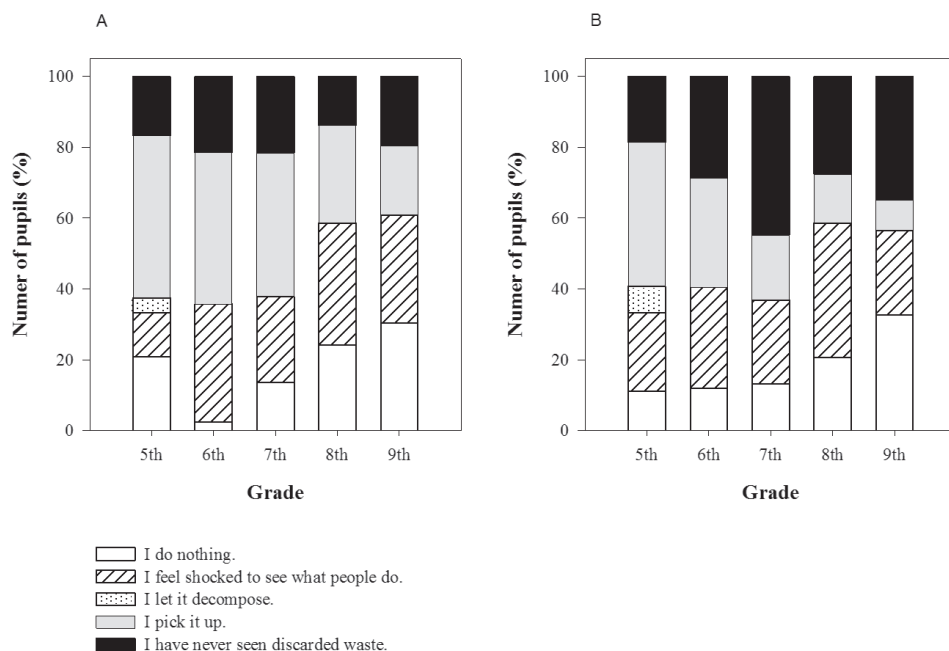 A
B
100
80
60
40
20
0
Numer of pupils (%)
5th 6th 7th 8th 9th
Grade
100
80
60
40
20
0
Numer of pupils (%)
5th 6th 7th 8th 9th
Grade
I do nothing.
I feel shocked to see what people do.
I let it decompose.
I pick it up.
I have never seen discarded waste.